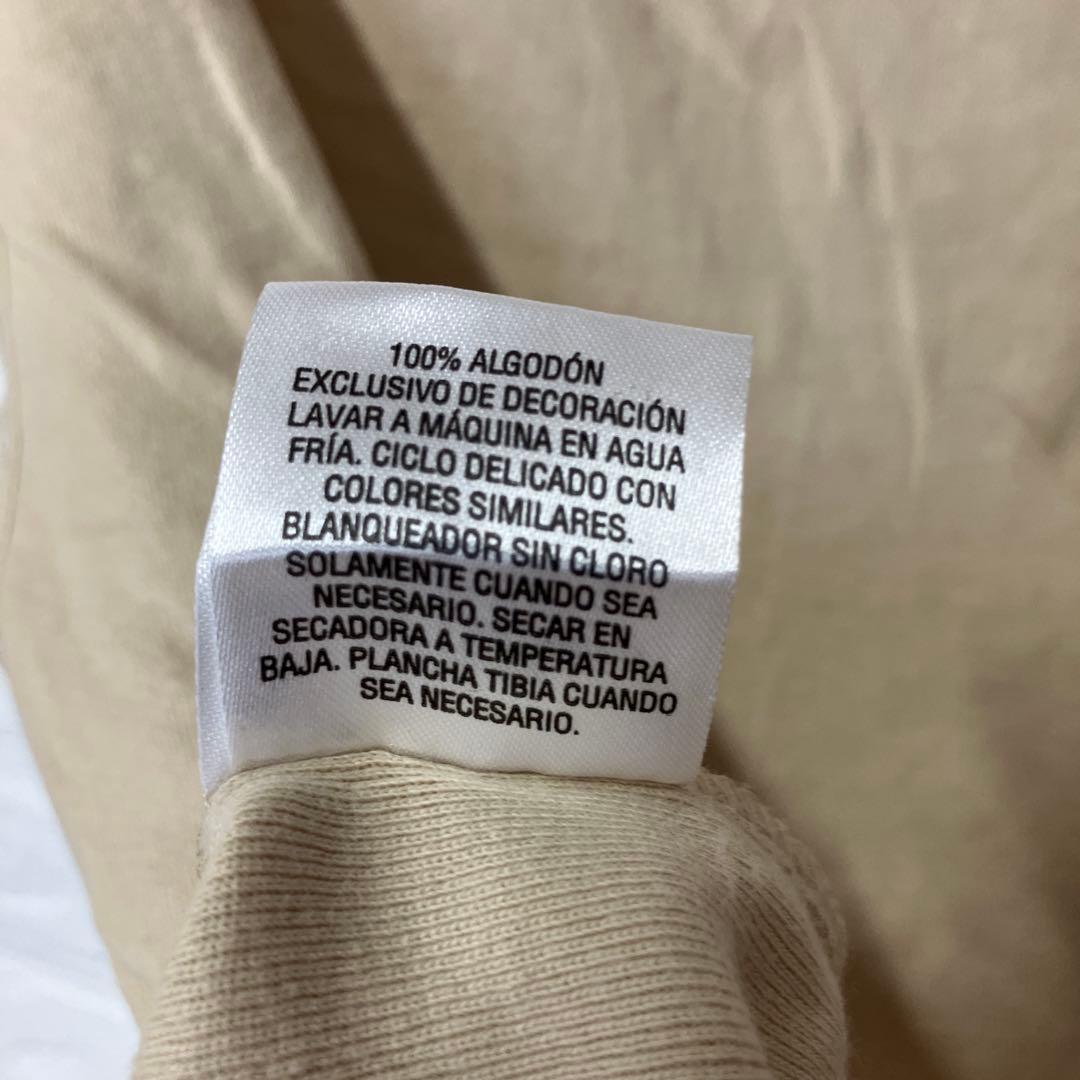 100% ALGODÓN
EXCLUSIVO DE DECORACIÓN
LAVAR A MÁQUINA EN AGUA
FRÍA. CICLO DELICADO CON
COLORES SIMILARES.
BLANQUEADOR SIN CLORO
SOLAMENTE CUANDO SEA
NECESARIO. SECAR EN
SECADORA A TEMPERATURA
BAJA. PLANCHA TIBIA CUANDO
SEA NECESARIO.